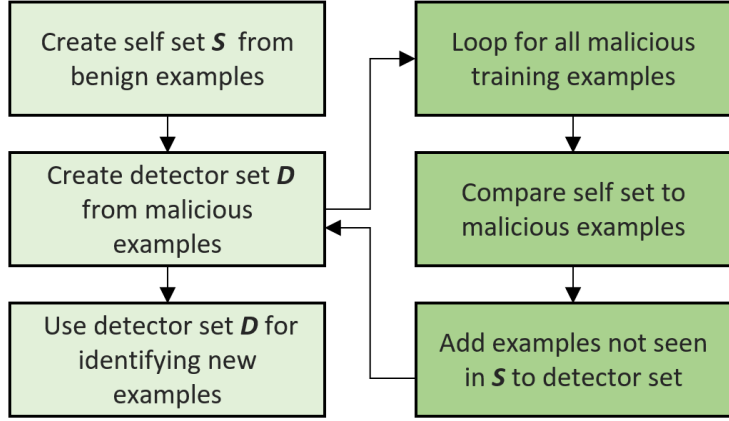 Create self set S from
benign examples
Create detector set D
from malicious
examples
Use detector set D for
identifying new
examples
Loop for all malicious
training examples
Compare self set to
malicious examples
Add examples not seen
in S to detector set